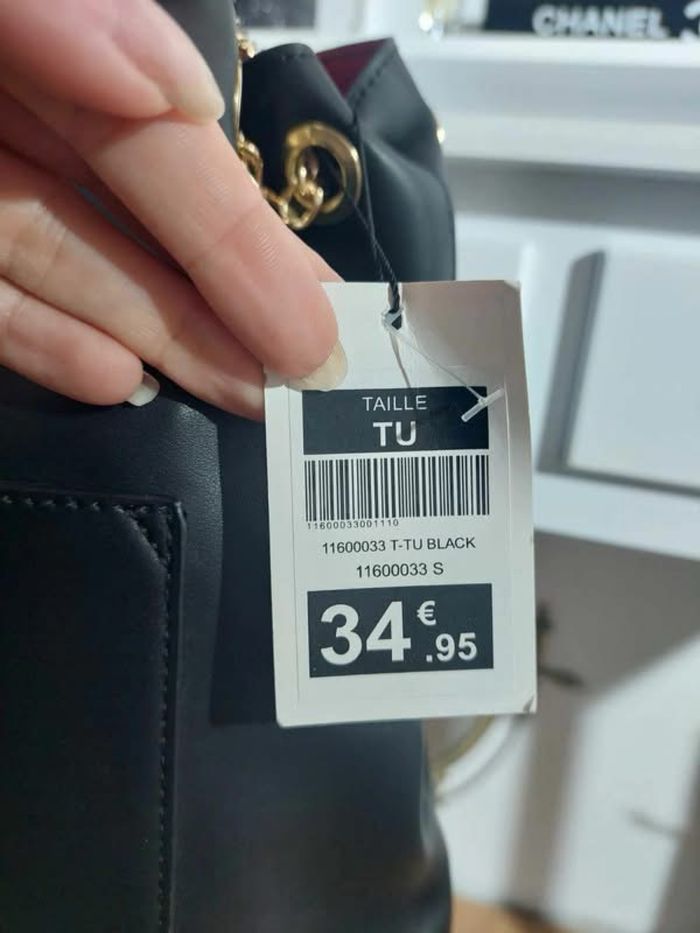 CHANEL
TAILLE
TU
11600033001110
11600033 T-TU BLACK
11600033 S
34€.95